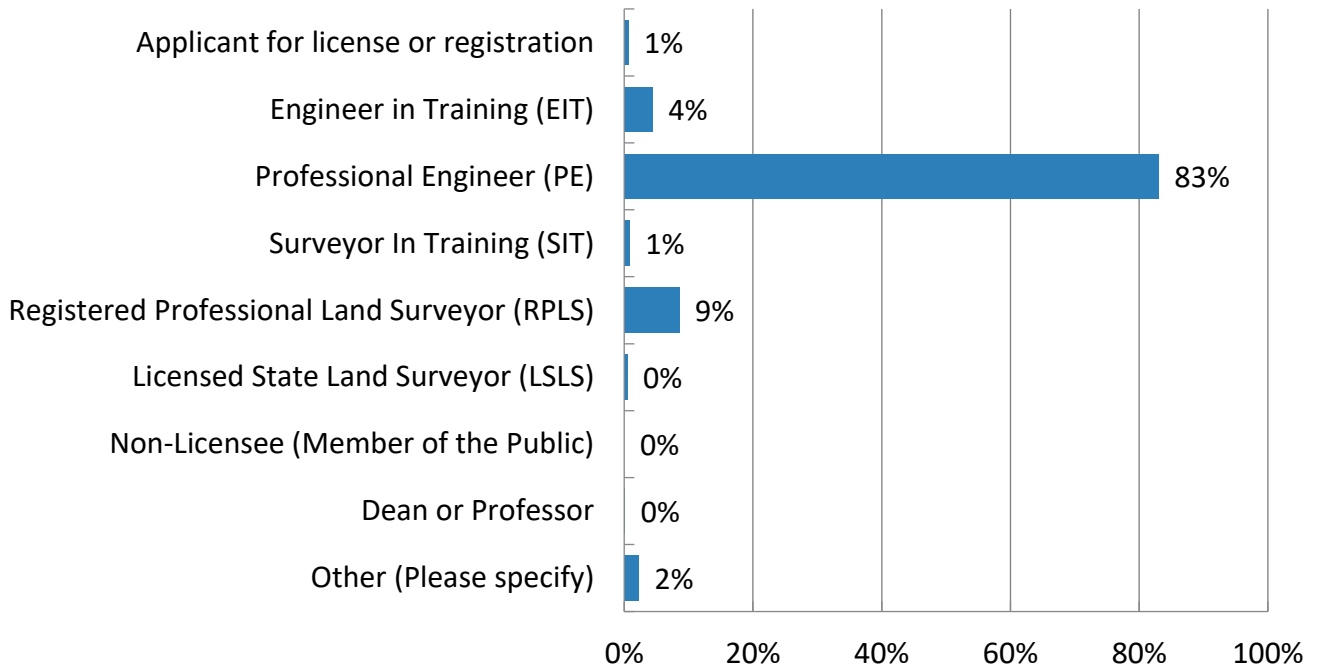 Applicant for license or registration 1%
Engineer in Training (EIT) 4%
Professional Engineer (PE) 83%
Surveyor In Training (SIT) 1%
Registered Professional Land Surveyor (RPLS) 9%
Licensed State Land Surveyor (LSLS) 0%
Non-Licensee (Member of the Public) 0%
Dean or Professor 0%
Other (Please specify) 2%
0% 20% 40% 60% 80% 100%